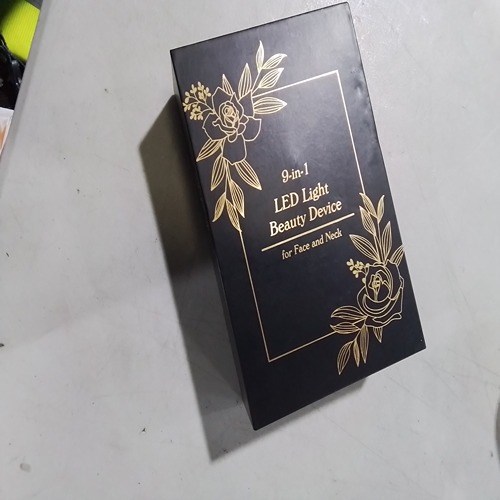 9-in-1
LED Light
Beauty Device
for Face and Neck